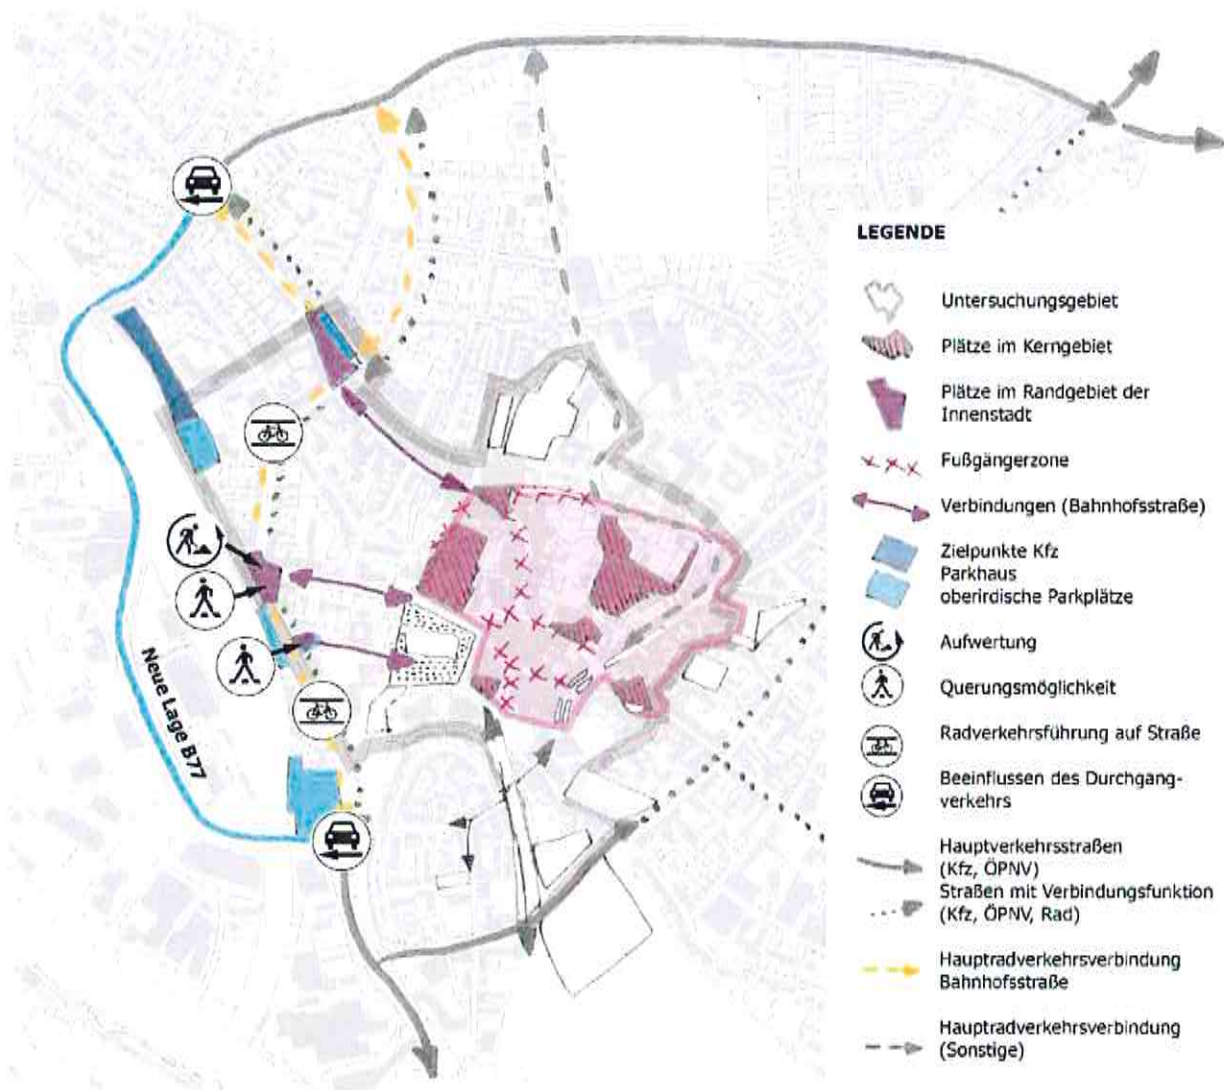 Neue Lage B77
LEGENDE
Untersuchungsgebiet
Plätze im Kerngebiet
Plätze im Randgebiet der
Innenstadt
Fußgängerzone
Verbindungen (Bahnhofsstraße)
Zielpunkte Kfz
Parkhaus
oberirdische Parkplätze
Aufwertung
Querungsmöglichkeit
Radverkehrsführung auf Straße
Beeinflussen des Durchgang-
verkehrs
Hauptverkehrsstraßen
(Kfz, ÖPNV)
Straßen mit Verbindungsfunktion
(Kfz, ÖPNV, Rad)
Hauptradverkehrsverbindung
Bahnhofsstraße
Hauptradverkehrsverbindung
(Sonstige)